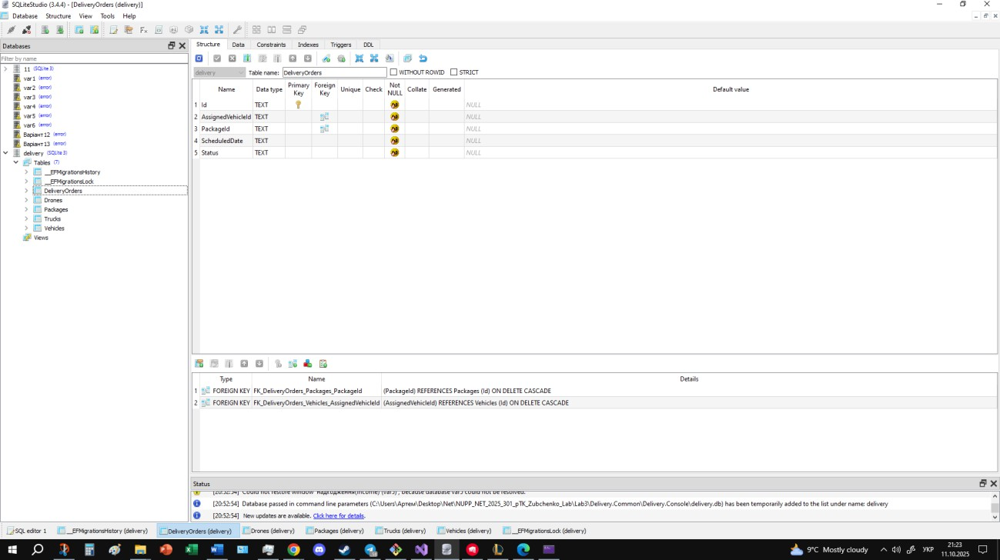 SQLiteStudio (3.4.4) - [DeliveryOrders (delivery)]
Database Structure View Tools Help
Databases
Filter by name
11 (SQLite 3)
var1 (error)
var2 (error)
var3 (error)
var4 (error)
var5 (error)
var6 (error)
Варіант12 (error)
Варіант13 (error)
delivery (SQLite 3)
Tables (7)
__EFMigrationsHistory
__EFMigrationsLock
DeliveryOrders
Drones
Packages
Trucks
Vehicles
Views
Structure Data Constraints Indexes Triggers DDL
delivery Table name: DeliveryOrders WITHOUT ROWID STRICT
Name Data type Primary Key Foreign Key Unique Check Not NULL Collate Generated Default value
1 Id TEXT NULL
2 AssignedVehicleId TEXT NULL
3 PackageId TEXT NULL
4 ScheduledDate TEXT NULL
5 Status TEXT NULL
Type Name Details
1 FOREIGN KEY FK_DeliveryOrders_Packages_PackageId (PackageId) REFERENCES Packages (Id) ON DELETE CASCADE
2 FOREIGN KEY FK_DeliveryOrders_Vehicles_AssignedVehicleId (AssignedVehicleId) REFERENCES Vehicles (Id) ON DELETE CASCADE
Status
[20:52:54] Could not restore window 'Надходження(Income) (var5)', because database var5 could not be resolved.
[20:52:54] Database passed in command line parameters (C:\Users\Артем\Desktop\Net\NUPP_NET_2025_301_pTK_Zubchenko_Lab\Lab3\Delivery.Common\Delivery.Console\delivery.db) has been temporarily added to the list under name: delivery
[20:52:54] New updates are available. Click here for details.
SQL editor 1 __EFMigrationsHistory (delivery) DeliveryOrders (delivery) Drones (delivery) Packages (delivery) Trucks (delivery) Vehicles (delivery) __EFMigrationsLock (delivery)
9°C Mostly cloudy УКР 21:23
11.10.2025